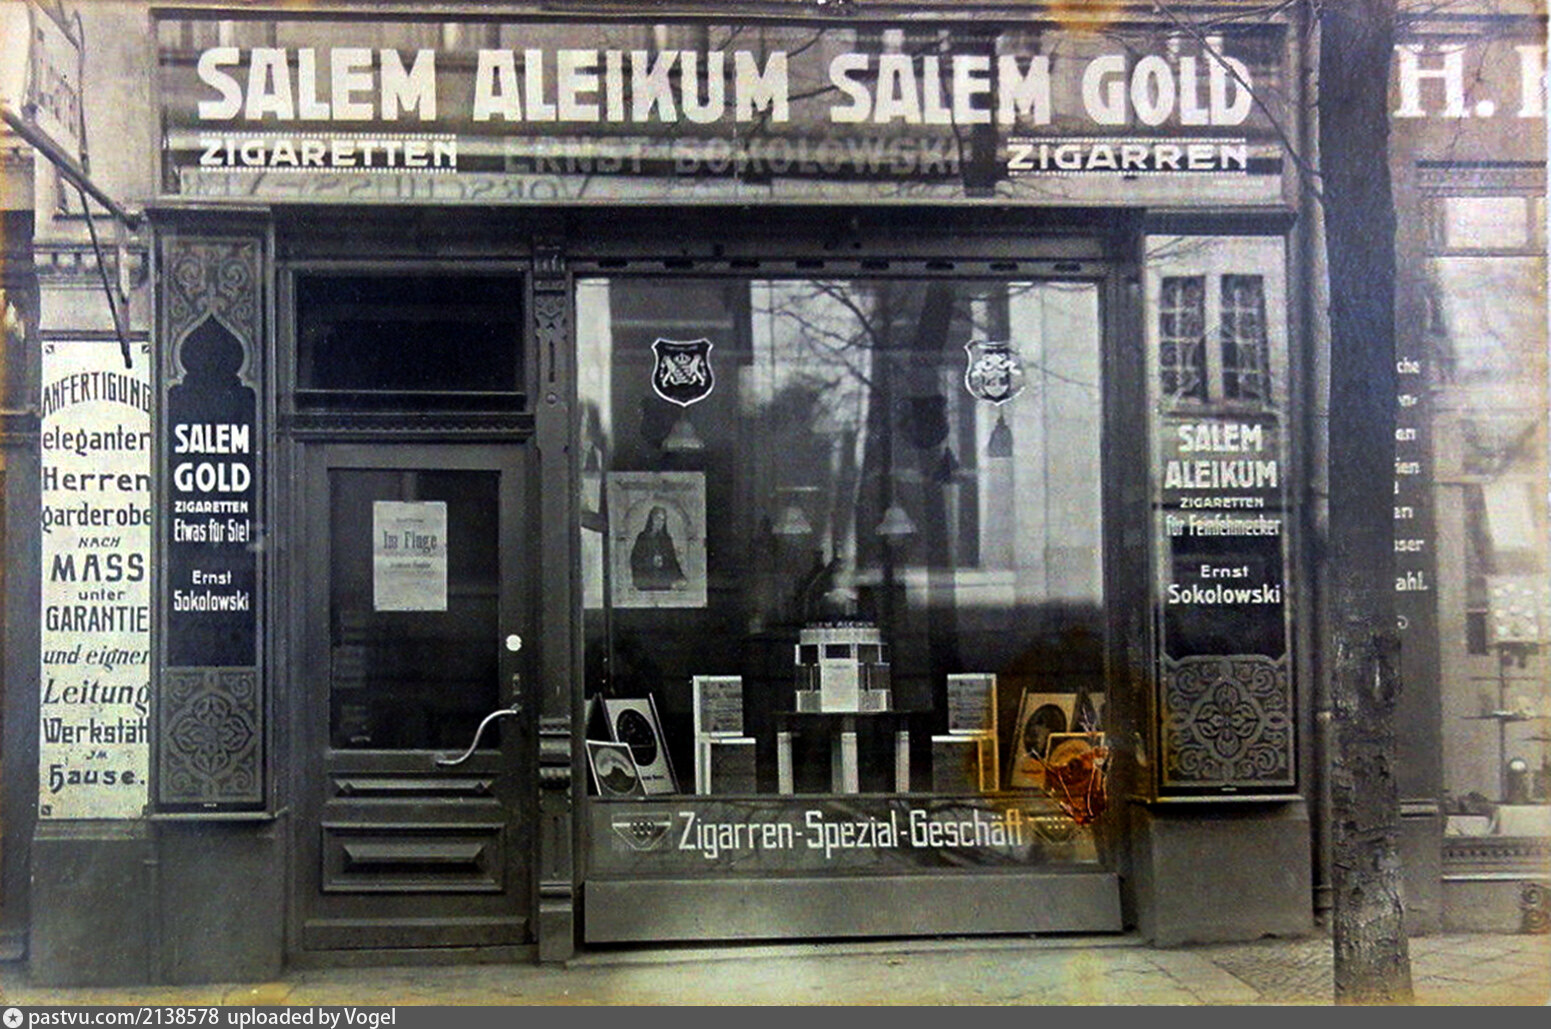 SALEM ALEIKUM SALEM GOLD
ZIGARETTEN
ERNST SOKOLOWSKI
ZIGARREN
H.
ANFERTIGUNG
eleganter
Herren
garderobe
NACH
MASS
unter
GARANTIE
und eigner
Leitung
Werkstätt
IM
Hause.
SALEM
GOLD
ZIGARETTEN
Etwas für Sie!
Ernst
Sokolowski
Im Fluge
SALEM
ALEIKUM
ZIGARETTEN
für Feinschmecker
Ernst
Sokolowski
Zigarren-Spezial-Geschäft
pastvu.com/2138578 uploaded by Vogel